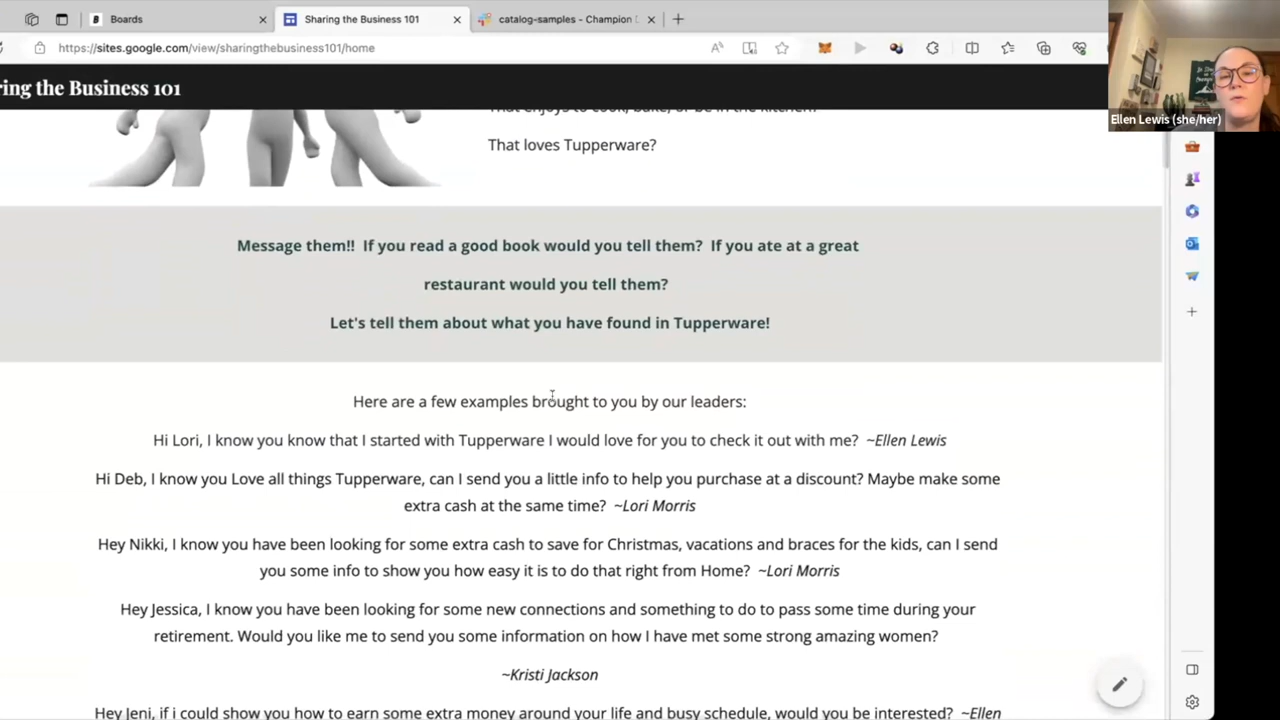 Boards
Sharing the Business 101
catalog-samples - Champion
https://sites.google.com/view/sharingthebusiness101/home
ring the Business 101
Ellen Lewis (she/her)
That enjoys to cook, bake, or be in the kitchen?
That loves Tupperware?
Message them!! If you read a good book would you tell them? If you ate at a great
restaurant would you tell them?
Let's tell them about what you have found in Tupperware!
Here are a few examples brought to you by our leaders:
Hi Lori, I know you know that I started with Tupperware I would love for you to check it out with me? ~Ellen Lewis
Hi Deb, I know you Love all things Tupperware, can I send you a little info to help you purchase at a discount? Maybe make some
extra cash at the same time? ~Lori Morris
Hey Nikki, I know you have been looking for some extra cash to save for Christmas, vacations and braces for the kids, can I send
you some info to show you how easy it is to do that right from Home? ~Lori Morris
Hey Jessica, I know you have been looking for some new connections and something to do to pass some time during your
retirement. Would you like me to send you some information on how I have met some strong amazing women?
~Kristi Jackson
Hey Jeni, if i could show you how to earn some extra money around your life and busy schedule, would you be interested? ~Ellen